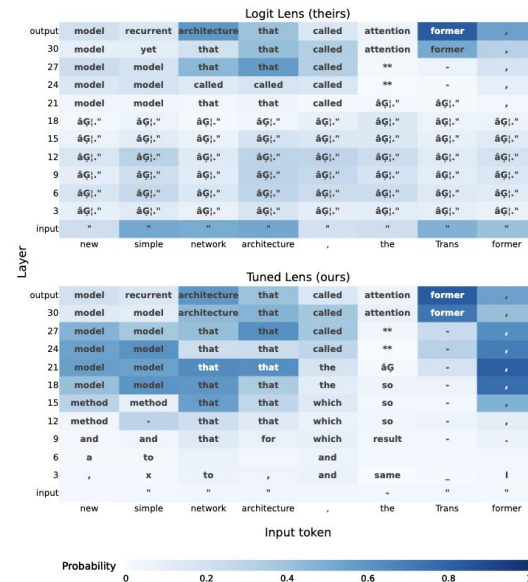 Logit Lens (theirs)
output model recurrent architecture that called attention former ,
30 model yet that that called attention former ,
27 model simple that that called ** - ,
24 model model called called called ** - ,
21 model model that that called âĢ¦." âĢ¦." ,
18 âĢ¦." âĢ¦." âĢ¦." âĢ¦." âĢ¦." âĢ¦." âĢ¦." âĢ¦."
15 âĢ¦." âĢ¦." âĢ¦." âĢ¦." âĢ¦." âĢ¦." âĢ¦." âĢ¦."
12 âĢ¦." âĢ¦." âĢ¦." âĢ¦." âĢ¦." âĢ¦." âĢ¦." âĢ¦."
9 âĢ¦." âĢ¦." âĢ¦." âĢ¦." âĢ¦." âĢ¦." âĢ¦." âĢ¦."
6 âĢ¦." âĢ¦." âĢ¦." âĢ¦." âĢ¦." âĢ¦." âĢ¦." âĢ¦."
3 âĢ¦." âĢ¦." âĢ¦." âĢ¦." âĢ¦." âĢ¦." âĢ¦." âĢ¦."
input " " " " " " " "
new simple network architecture , the Trans former
Layer
Tuned Lens (ours)
output model recurrent architecture that called attention former ,
30 model model architecture that called attention former ,
27 model model that that called ** - ,
24 model model that that called ** - ,
21 model model that that the âĢ - ,
18 model model that that the so - ,
15 method method that that which so - ,
12 method - that that which so - ,
9 and and that for which result - .
6 a to and
3 , x to , and same _ I
input " " " - " "
new simple network architecture , the Trans former
Input token
Probability
0 0.2 0.4 0.6 0.8 1